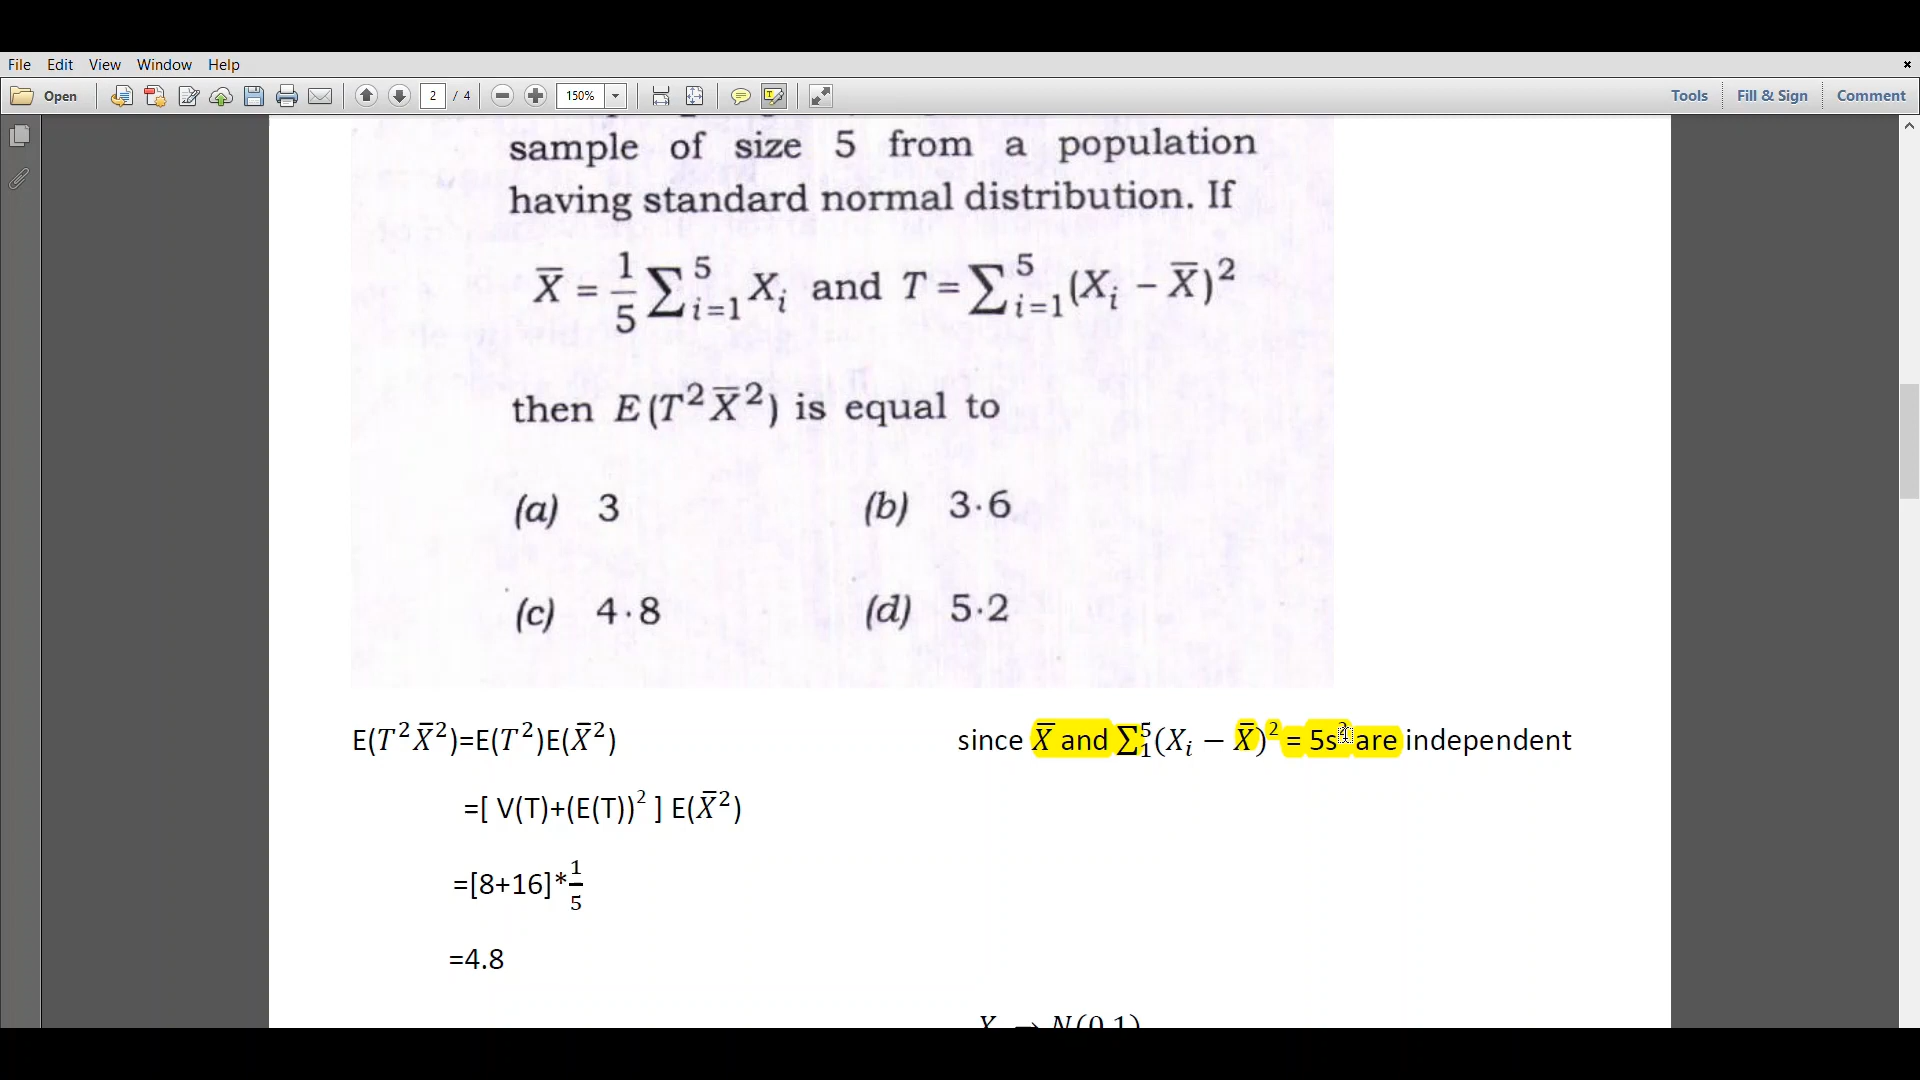 File Edit View Window Help
Open 2 / 4 150% Tools Fill & Sign Comment
sample of size 5 from a population
having standard normal distribution. If
X̅ = 1/5 ∑⁵ᵢ₌₁ Xᵢ and T = ∑⁵ᵢ₌₁ (Xᵢ − X̅)²
then E(T² X̅²) is equal to
(a) 3 (b) 3·6
(c) 4·8 (d) 5·2
E(T²X̅²)=E(T²)E(X̅²) since X̅ and ∑⁵₁(Xᵢ − X̅)² = 5s² are independent
=[ V(T)+(E(T))² ] E(X̅²)
=[8+16]*1/5
=4.8
X → N(0,1)